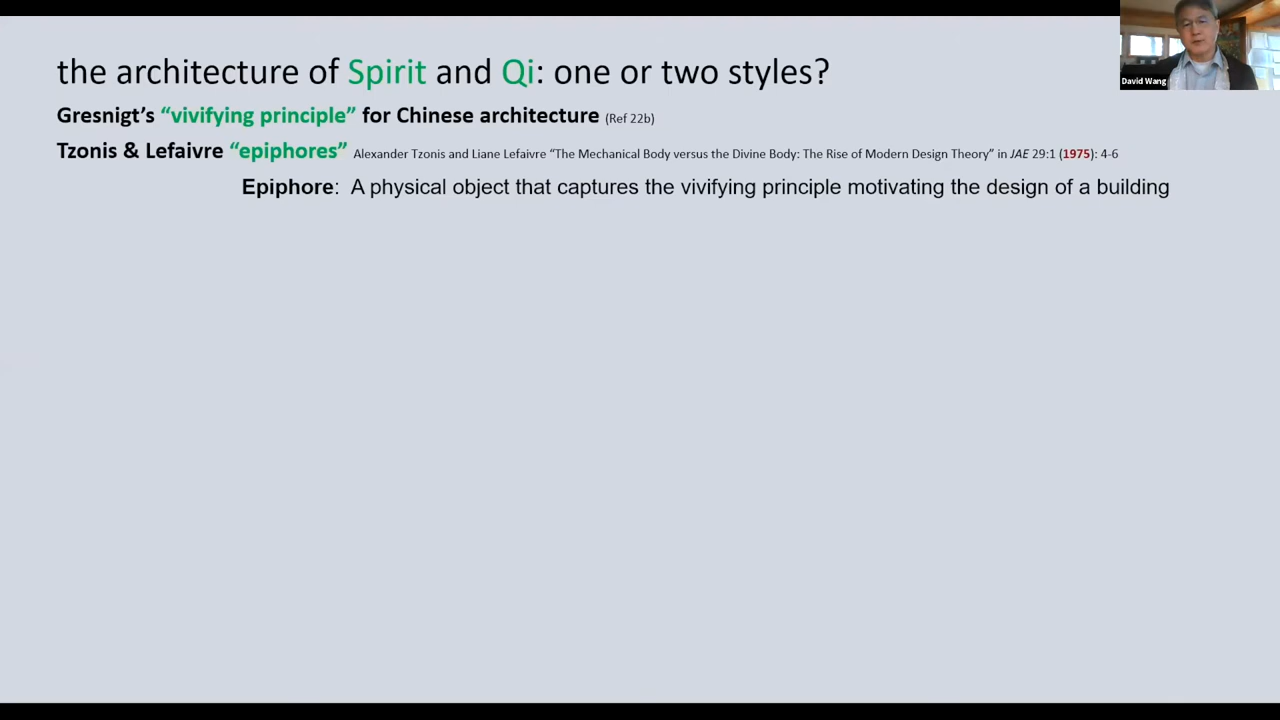 the architecture of Spirit and Qi: one or two styles?
Gresnigt’s “vivifying principle” for Chinese architecture (Ref 22b)
Tzonis & Lefaivre “epiphores” Alexander Tzonis and Liane Lefaivre “The Mechanical Body versus the Divine Body: The Rise of Modern Design Theory” in JAE 29:1 (1975): 4-6
Epiphore: A physical object that captures the vivifying principle motivating the design of a building
David Wang